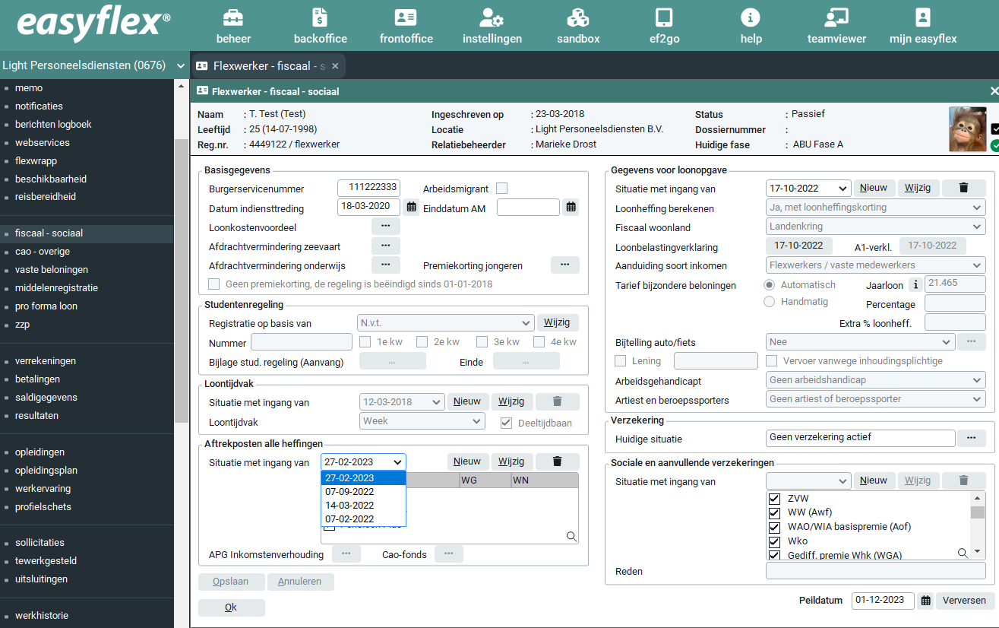 easyflex®
beheer
backoffice
frontoffice
instellingen
sandbox
ef2go
help
teamviewer
mijn easyflex
Light Personeelsdiensten (0676)
Flexwerker - fiscaal - s
memo
notificaties
berichten logboek
webservices
flexwrapp
beschikbaarheid
reisbereidheid
fiscaal - sociaal
cao - overige
vaste beloningen
middelenregistratie
pro forma loon
zzp
verrekeningen
betalingen
saldigegevens
resultaten
opleidingen
opleidingsplan
werkervaring
profielschets
sollicitaties
tewerkgesteld
uitsluitingen
werkhistorie
Flexwerker - fiscaal - sociaal
Naam : T. Test (Test) Ingeschreven op : 23-03-2018 Status : Passief
Leeftijd : 25 (14-07-1998) Locatie : Light Personeelsdiensten B.V. Dossiernummer :
Reg.nr. : 4449122 / flexwerker Relatiebeheerder : Marieke Drost Huidige fase : ABU Fase A
Basisgegevens
Burgerservicenummer 111222333 Arbeidsmigrant
Datum indiensttreding 18-03-2020 Einddatum AM
Loonkostenvoordeel ...
Afdrachtvermindering zeevaart ...
Afdrachtvermindering onderwijs ... Premiekorting jongeren ...
Geen premiekorting, de regeling is beëindigd sinds 01-01-2018
Studentenregeling
Registratie op basis van N.v.t. Wijzig
Nummer 1e kw 2e kw 3e kw 4e kw
Bijlage stud. regeling (Aanvang) ... Einde ...
Loontijdvak
Situatie met ingang van 12-03-2018 Nieuw Wijzig
Loontijdvak Week Deeltijdbaan
Aftrekposten alle heffingen
Situatie met ingang van 27-02-2023 Nieuw Wijzig
27-02-2023 WG WN
07-09-2022
14-03-2022
07-02-2022
APG Inkomstenverhouding ... Cao-fonds ...
Opslaan Annuleren
Ok
Gegevens voor loonopgave
Situatie met ingang van 17-10-2022 Nieuw Wijzig
Loonheffing berekenen Ja, met loonheffingskorting
Fiscaal woonland Landenkring
Loonbelastingverklaring 17-10-2022 A1-verkl. 17-10-2022
Aanduiding soort inkomen Flexwerkers / vaste medewerkers
Tarief bijzondere beloningen Automatisch Jaarloon i 21.465
Handmatig Percentage
Extra % loonheff.
Bijtelling auto/fiets Nee ...
Lening Vervoer vanwege inhoudingsplichtige
Arbeidsgehandicapt Geen arbeidshandicap
Artiest en beroepssporters Geen artiest of beroepssporter
Verzekering
Huidige situatie Geen verzekering actief ...
Sociale en aanvullende verzekeringen
Situatie met ingang van Nieuw Wijzig
ZVW
WW (Awf)
WAO/WIA basispremie (Aof)
Wko
Gediff. premie Whk (WGA)
Reden
Peildatum 01-12-2023 Verversen